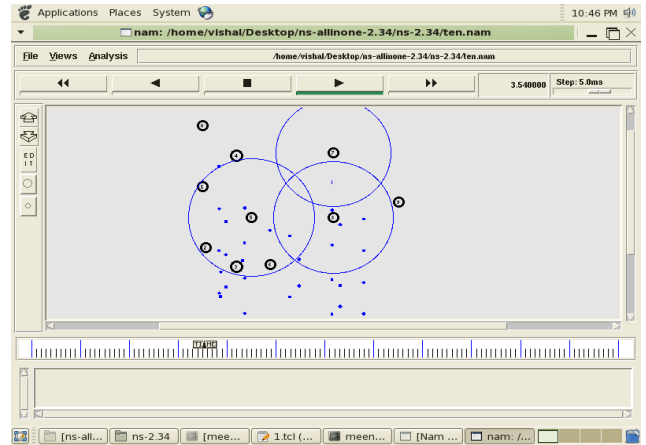 Applications Places System 10:46 PM
nam: /home/vishal/Desktop/ns-allinone-2.34/ns-2.34/ten.nam
File Views Analysis /home/vishal/Desktop/ns-allinone-2.34/ns-2.34/ten.nam
3.540000 Step: 5.0ms
E D
I T
TIME
[ns-all... ns-2.34 [mee... 1.tcl (... meen... [Nam ... nam: /...